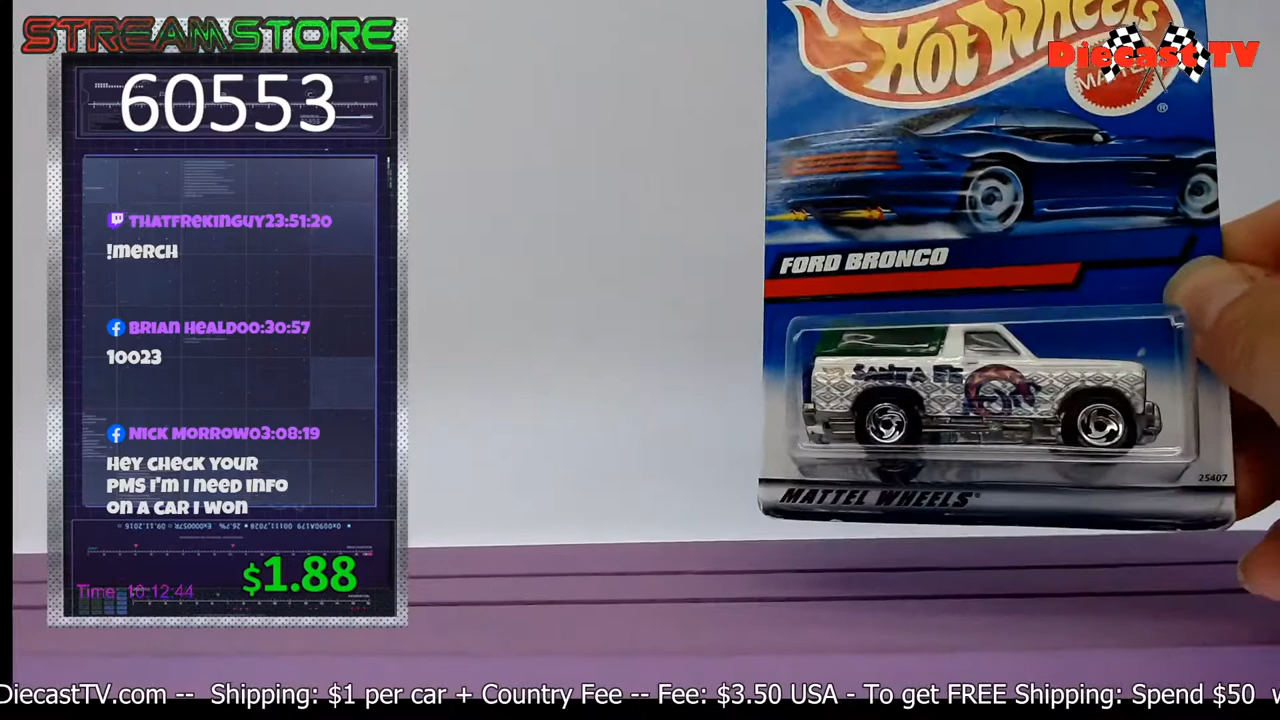 STREAMSTORE
60553
THATFREKINGUY23:51:20
!merch
Brian Heald00:30:57
10023
Nick Morrow03:08:19
Hey check your
PMs I'm I need info
on a car I won
Time: 10:12:44
$1.88
HOT WHEELS
MATTEL
®
Diecast TV
FORD BRONCO
SANTA FE
25407
MATTEL WHEELS
DiecastTV.com -- Shipping: $1 per car + Country Fee -- Fee: $3.50 USA - To get FREE Shipping: Spend $50